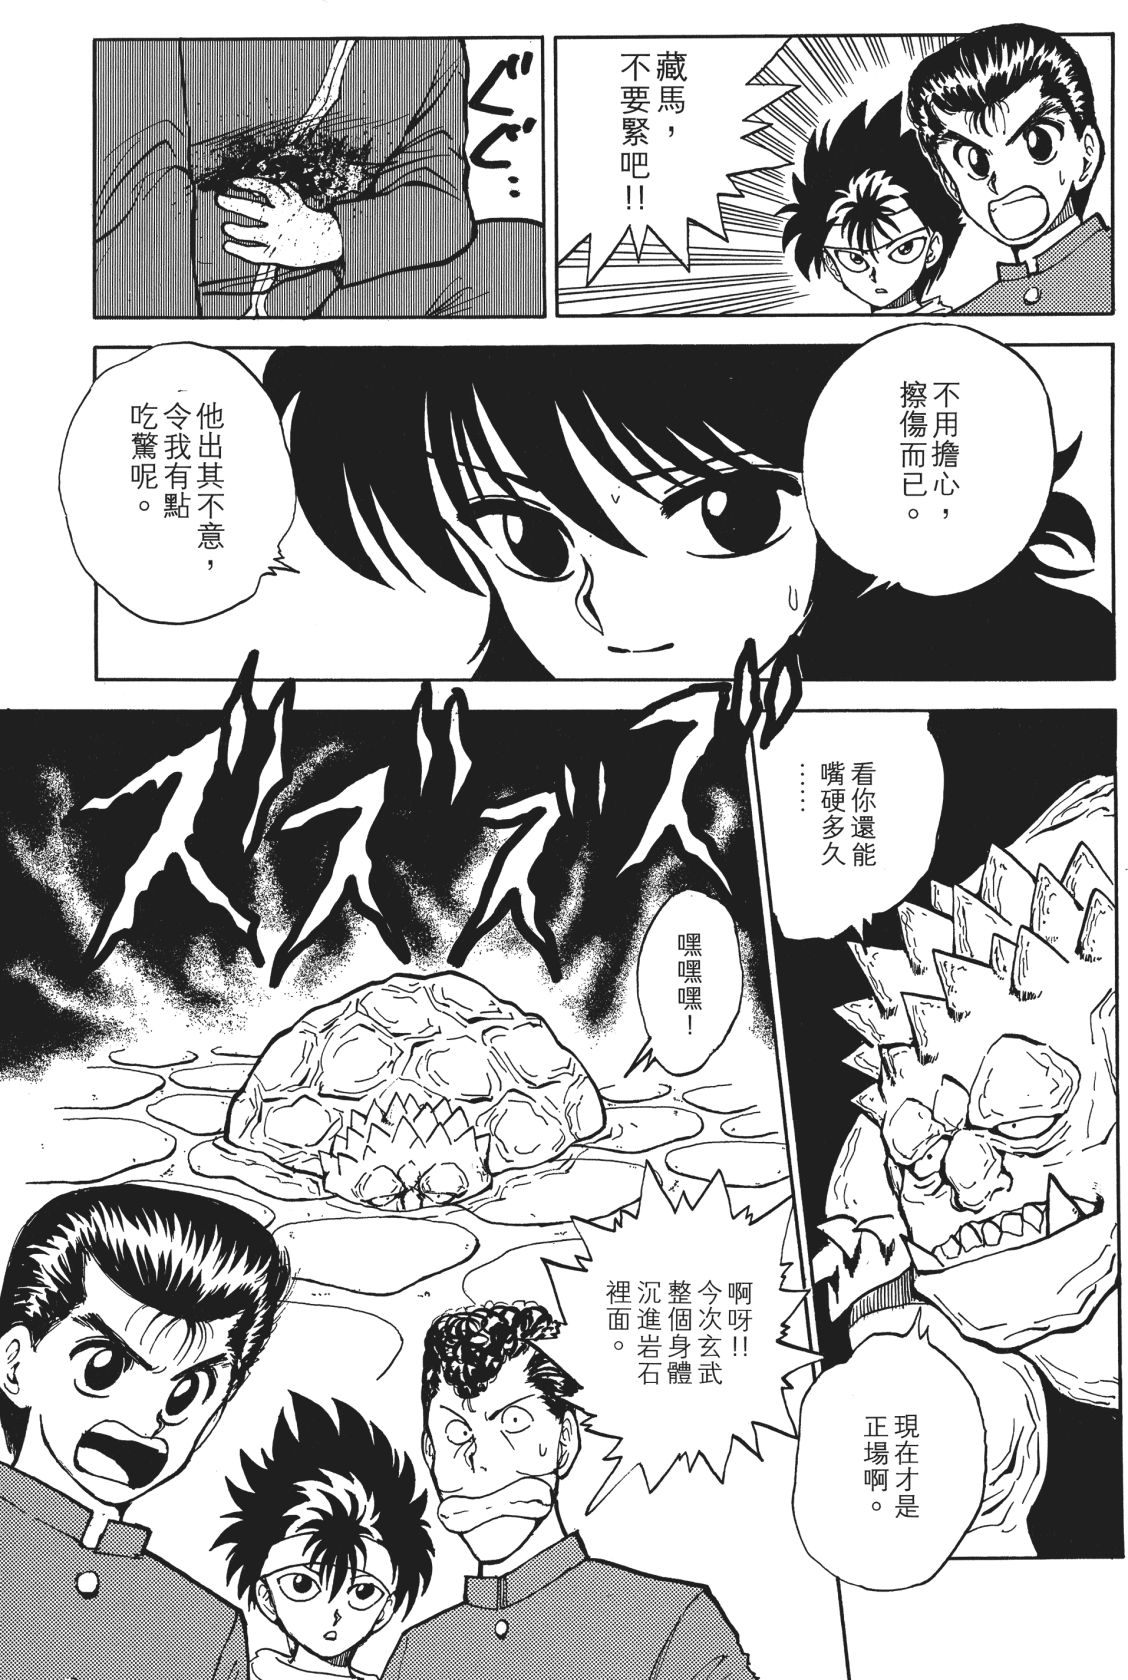 藏馬，
不要緊吧!!
ぐぐ…
不用擔心，
擦傷而已。
他出其不意，
令我有點
吃驚呢。
看你還能
嘴硬多久
……
現在才是
正場啊。
ズズズズ
嘿嘿嘿！
啊呀!!
今次玄武
整個身體
沉進岩石
裡面。